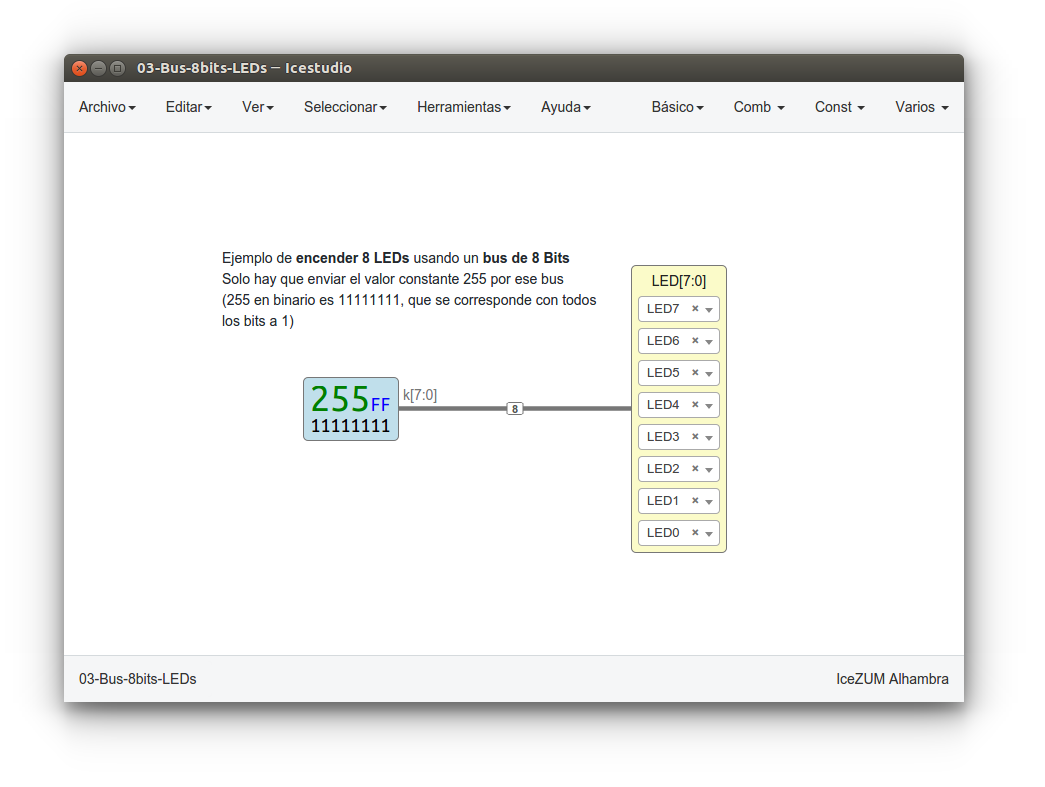 03-Bus-8bits-LEDs — Icestudio
Archivo Editar Ver Seleccionar Herramientas Ayuda Básico Comb Const Varios
Ejemplo de encender 8 LEDs usando un bus de 8 Bits
Solo hay que enviar el valor constante 255 por ese bus
(255 en binario es 11111111, que se corresponde con todos
los bits a 1)
255FF
11111111
k[7:0]
8
LED[7:0]
LED7
LED6
LED5
LED4
LED3
LED2
LED1
LED0
03-Bus-8bits-LEDs
IceZUM Alhambra